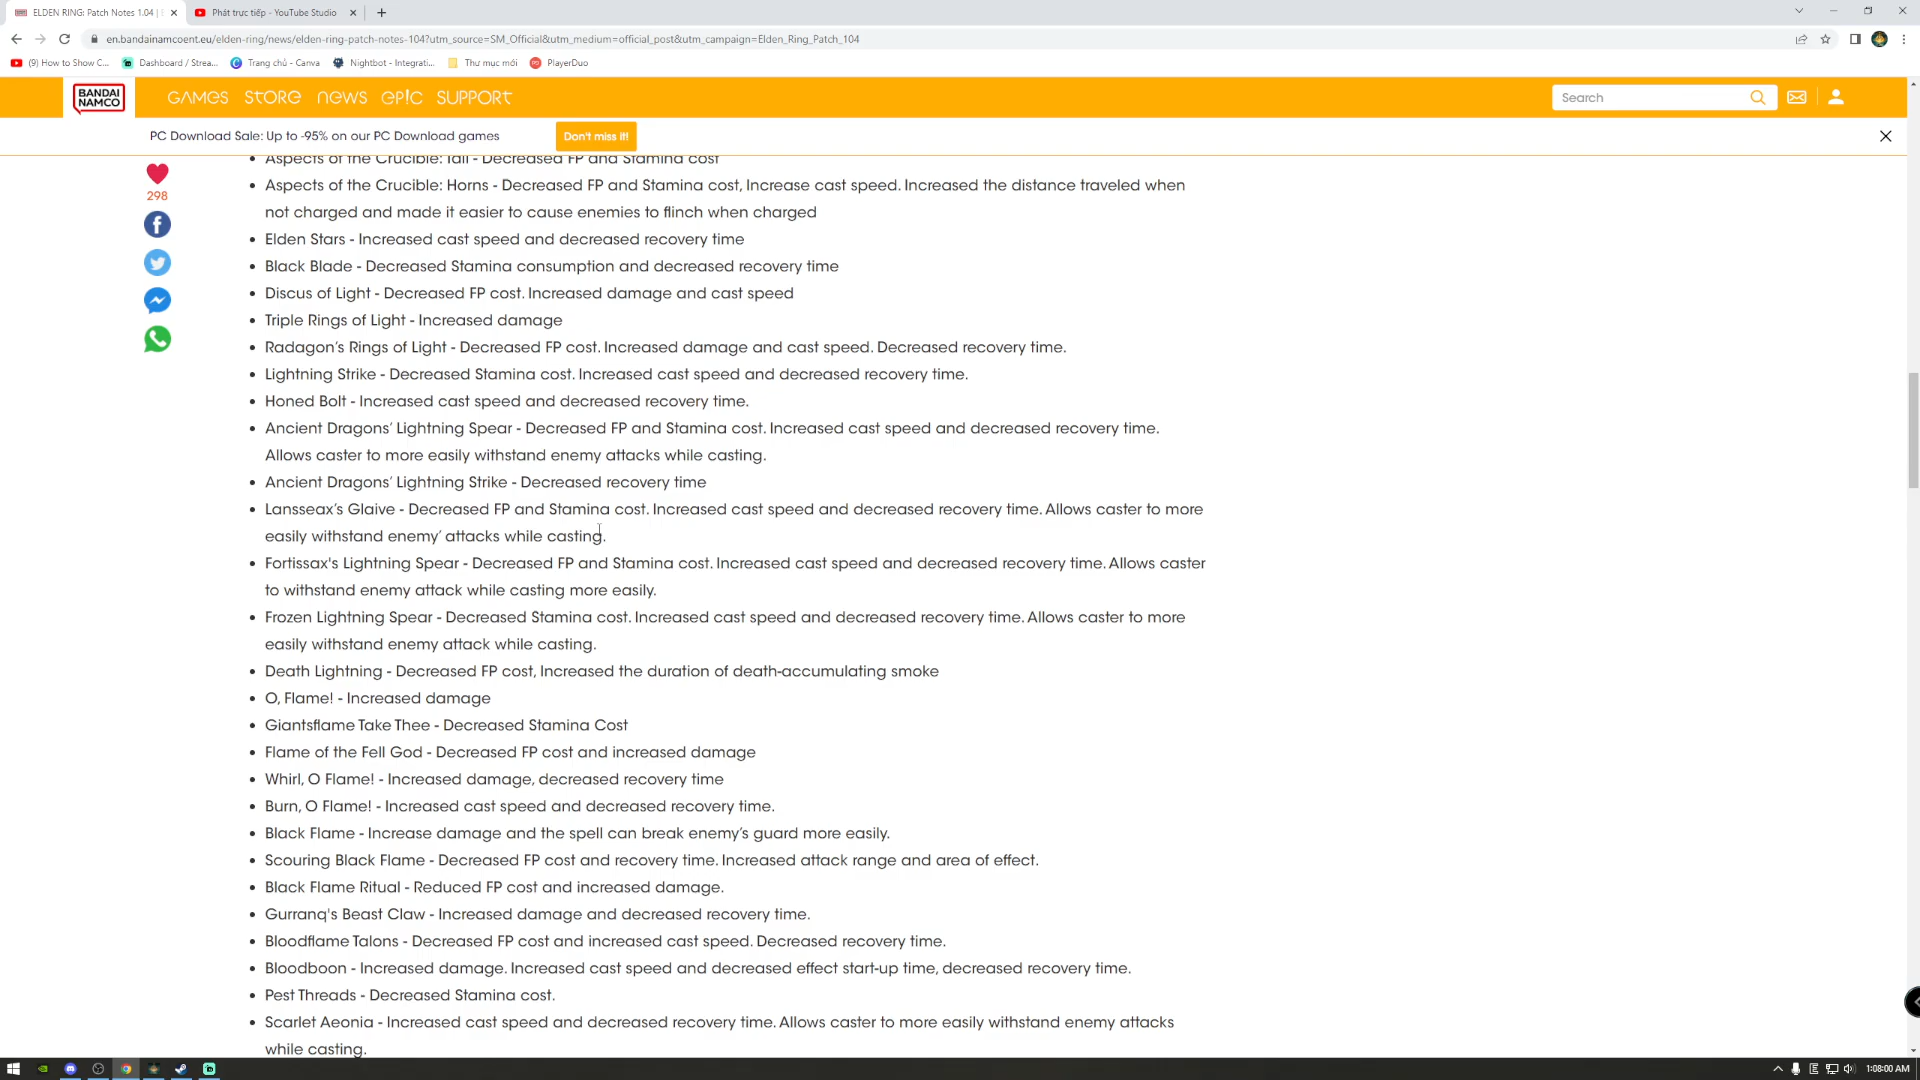 ELDEN RING: Patch Notes 1.04 |
Phát trực tiếp - YouTube Studio
en.bandainamcoent.eu/elden-ring/news/elden-ring-patch-notes-104?utm_source=SM_Official&utm_medium=official_post&utm_campaign=Elden_Ring_Patch_104
(9) How to Show C...
Dashboard / Strea...
Trang chủ - Canva
Nightbot - Integrati...
Thư mục mới
PlayerDuo
BANDAI NAMCO
GAMES STORE NEWS EPIC SUPPORT
Search
PC Download Sale: Up to -95% on our PC Download games
Don't miss it!
298
• Aspects of the Crucible: Tail - Decreased FP and Stamina cost
• Aspects of the Crucible: Horns - Decreased FP and Stamina cost, Increase cast speed. Increased the distance traveled when
not charged and made it easier to cause enemies to flinch when charged
• Elden Stars - Increased cast speed and decreased recovery time
• Black Blade - Decreased Stamina consumption and decreased recovery time
• Discus of Light - Decreased FP cost. Increased damage and cast speed
• Triple Rings of Light - Increased damage
• Radagon’s Rings of Light - Decreased FP cost. Increased damage and cast speed. Decreased recovery time.
• Lightning Strike - Decreased Stamina cost. Increased cast speed and decreased recovery time.
• Honed Bolt - Increased cast speed and decreased recovery time.
• Ancient Dragons’ Lightning Spear - Decreased FP and Stamina cost. Increased cast speed and decreased recovery time.
Allows caster to more easily withstand enemy attacks while casting.
• Ancient Dragons’ Lightning Strike - Decreased recovery time
• Lansseax’s Glaive - Decreased FP and Stamina cost. Increased cast speed and decreased recovery time. Allows caster to more
easily withstand enemy’ attacks while casting.
• Fortissax's Lightning Spear - Decreased FP and Stamina cost. Increased cast speed and decreased recovery time. Allows caster
to withstand enemy attack while casting more easily.
• Frozen Lightning Spear - Decreased Stamina cost. Increased cast speed and decreased recovery time. Allows caster to more
easily withstand enemy attack while casting.
• Death Lightning - Decreased FP cost, Increased the duration of death-accumulating smoke
• O, Flame! - Increased damage
• Giantsflame Take Thee - Decreased Stamina Cost
• Flame of the Fell God - Decreased FP cost and increased damage
• Whirl, O Flame! - Increased damage, decreased recovery time
• Burn, O Flame! - Increased cast speed and decreased recovery time.
• Black Flame - Increase damage and the spell can break enemy’s guard more easily.
• Scouring Black Flame - Decreased FP cost and recovery time. Increased attack range and area of effect.
• Black Flame Ritual - Reduced FP cost and increased damage.
• Gurranq's Beast Claw - Increased damage and decreased recovery time.
• Bloodflame Talons - Decreased FP cost and increased cast speed. Decreased recovery time.
• Bloodboon - Increased damage. Increased cast speed and decreased effect start-up time, decreased recovery time.
• Pest Threads - Decreased Stamina cost.
• Scarlet Aeonia - Increased cast speed and decreased recovery time. Allows caster to more easily withstand enemy attacks
while casting.
1:08:00 AM